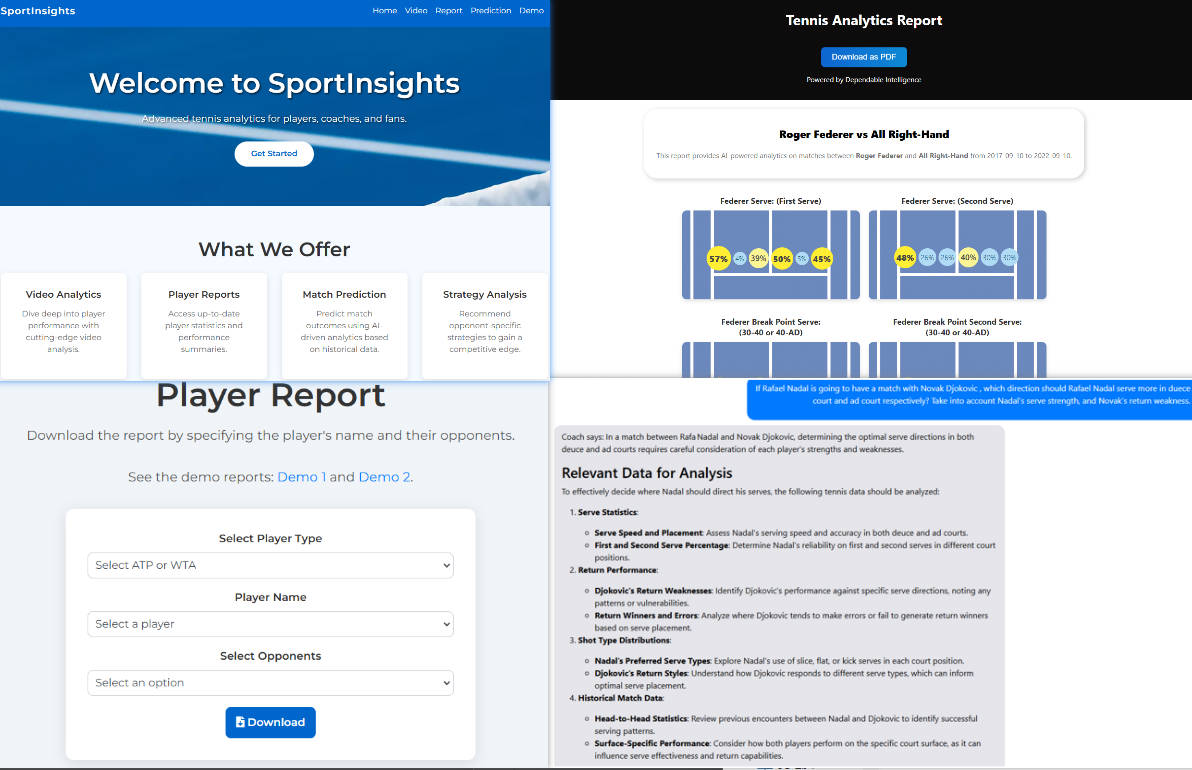 SportInsights
Home Video Report Prediction Demo
Welcome to SportInsights
Advanced tennis analytics for players, coaches, and fans.
Get Started
What We Offer
Video Analytics
Dive deep into player
performance with
cutting-edge video
analysis.
Player Reports
Access up-to-date
player statistics and
performance
summaries.
Match Prediction
Predict match
outcomes using AI
driven analytics based
on historical data.
Strategy Analysis
Recommend
opponent-specific
strategies to gain a
competitive edge.
Tennis Analytics Report
Download as PDF
Powered by Dependable Intelligence
Roger Federer vs All Right-Hand
This report provides AI-powered analytics on matches between Roger Federer and All Right-Hand from 2017-09-10 to 2022-09-10.
Federer Serve: (First Serve)
57% 4% 39% 50% 5% 45%
Federer Serve: (Second Serve)
48% 26% 26% 40% 30% 30%
Federer Break Point Serve:
(30-40 or 40-AD)
Federer Break Point Second Serve:
(30-40 or 40-AD)
Player Report
Download the report by specifying the player's name and their opponents.
See the demo reports: Demo 1 and Demo 2.
Select Player Type
Select ATP or WTA
Player Name
Select a player
Select Opponents
Select an option
Download
If Rafael Nadal is going to have a match with Novak Djokovic , which direction should Rafael Nadal serve more in duece
court and ad court respectively? Take into account Nadal's serve strength, and Novak's return weakness.
Coach says: In a match between Rafa Nadal and Novak Djokovic, determining the optimal serve directions in both
deuce and ad courts requires careful consideration of each player's strengths and weaknesses.
Relevant Data for Analysis
To effectively decide where Nadal should direct his serves, the following tennis data should be analyzed:
1. Serve Statistics:
Serve Speed and Placement: Assess Nadal's serving speed and accuracy in both deuce and ad courts.
First and Second Serve Percentage: Determine Nadal's reliability on first and second serves in different court
positions.
2. Return Performance:
Djokovic's Return Weaknesses: Identify Djokovic's performance against specific serve directions, noting any
patterns or vulnerabilities.
Return Winners and Errors: Analyze where Djokovic tends to make errors or fail to generate return winners
based on serve placement.
3. Shot Type Distributions:
Nadal's Preferred Serve Types: Explore Nadal's use of slice, flat, or kick serves in each court position.
Djokovic's Return Styles: Understand how Djokovic responds to different serve types, which can inform
optimal serve placement.
4. Historical Match Data:
Head-to-Head Statistics: Review previous encounters between Nadal and Djokovic to identify successful
serving patterns.
Surface-Specific Performance: Consider how both players perform on the specific court surface, as it can
influence serve effectiveness and return capabilities.